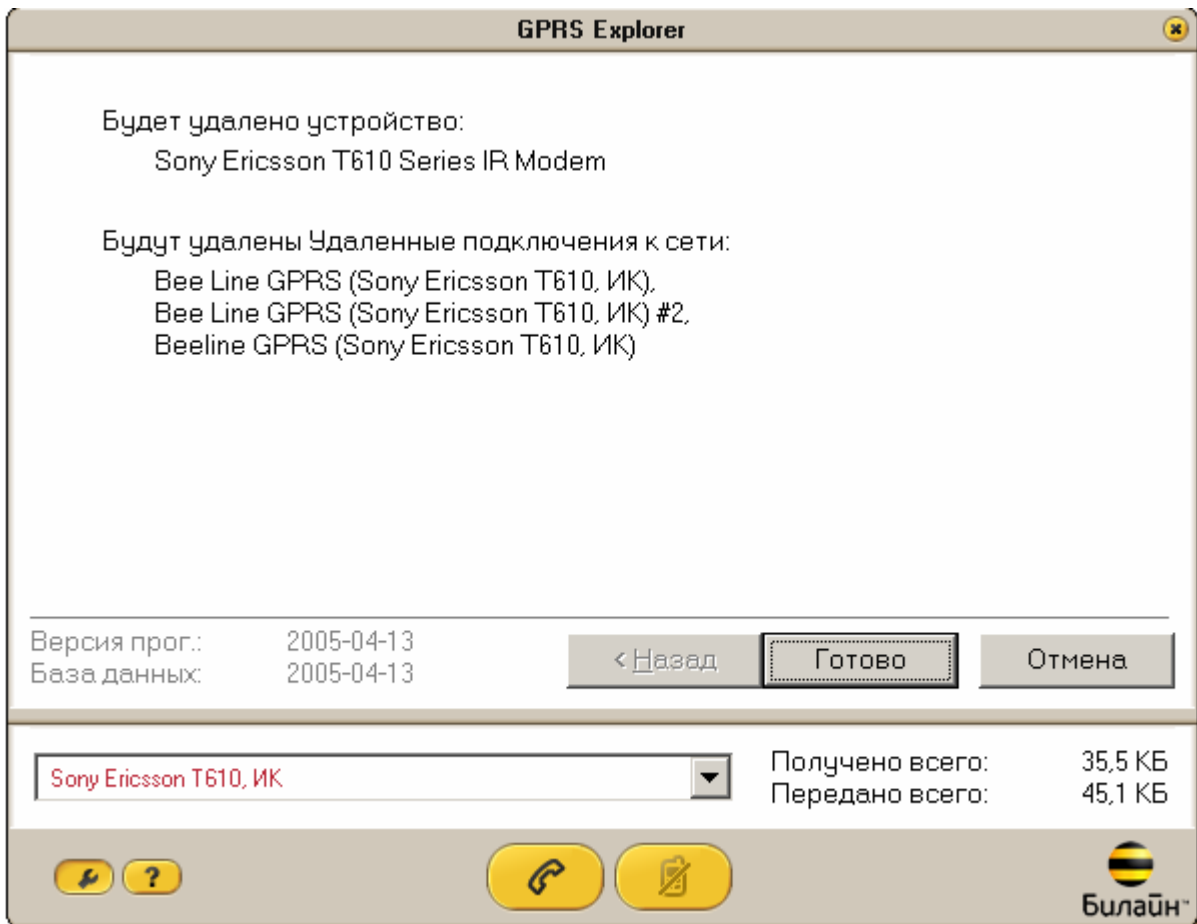 GPRS Explorer
Будет удалено устройство:
Sony Ericsson T610 Series IR Modem
Будут удалены Удаленные подключения к сети:
Bee Line GPRS (Sony Ericsson T610, ИК),
Bee Line GPRS (Sony Ericsson T610, ИК) #2,
Beeline GPRS (Sony Ericsson T610, ИК)
Версия прог.: 2005-04-13
База данных: 2005-04-13
< Назад Готово Отмена
Sony Ericsson T610, ИК
Получено всего: 35,5 КБ
Передано всего: 45,1 КБ
?
Билайн™